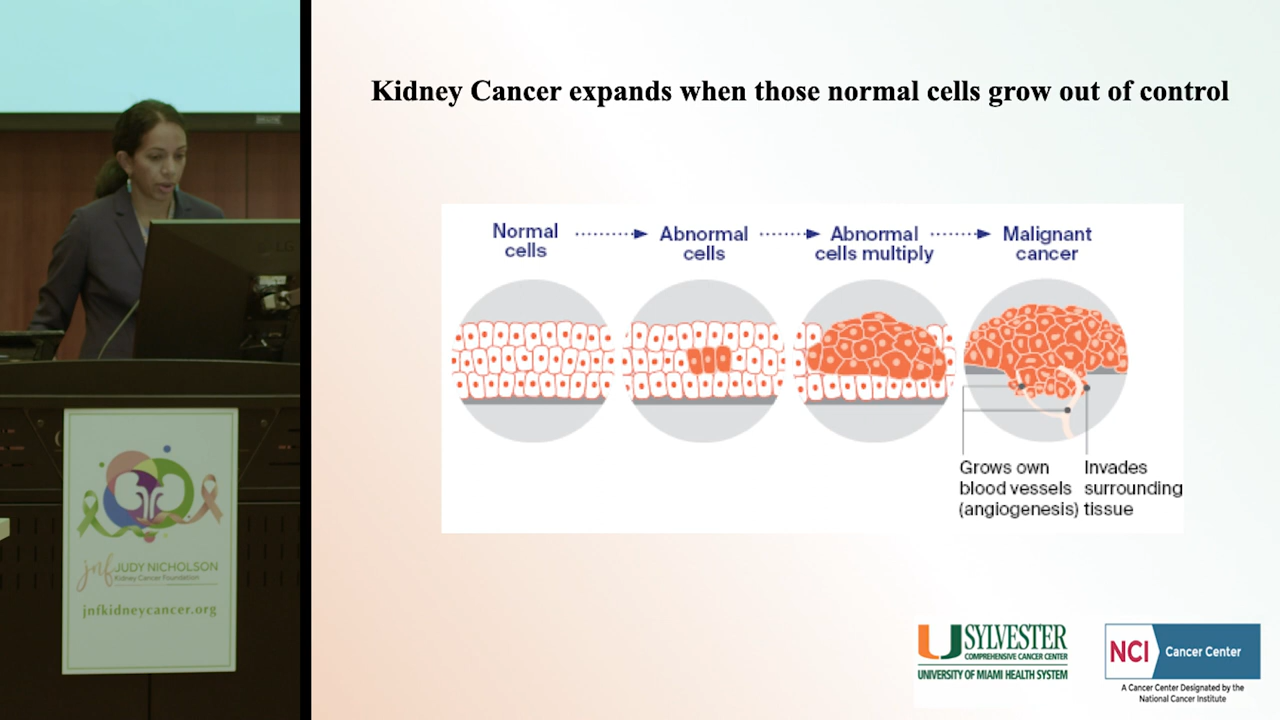 Kidney Cancer expands when those normal cells grow out of control
Normal
cells
Abnormal
cells
Abnormal
cells multiply
Malignant
cancer
Grows own
blood vessels
(angiogenesis)
Invades
surrounding
tissue
LG
jnf JUDY NICHOLSON
Kidney Cancer Foundation
jnfkidneycancer.org
U SYLVESTER
COMPREHENSIVE CANCER CENTER
UNIVERSITY OF MIAMI HEALTH SYSTEM
NCI Cancer Center
A Cancer Center Designated by the
National Cancer Institute